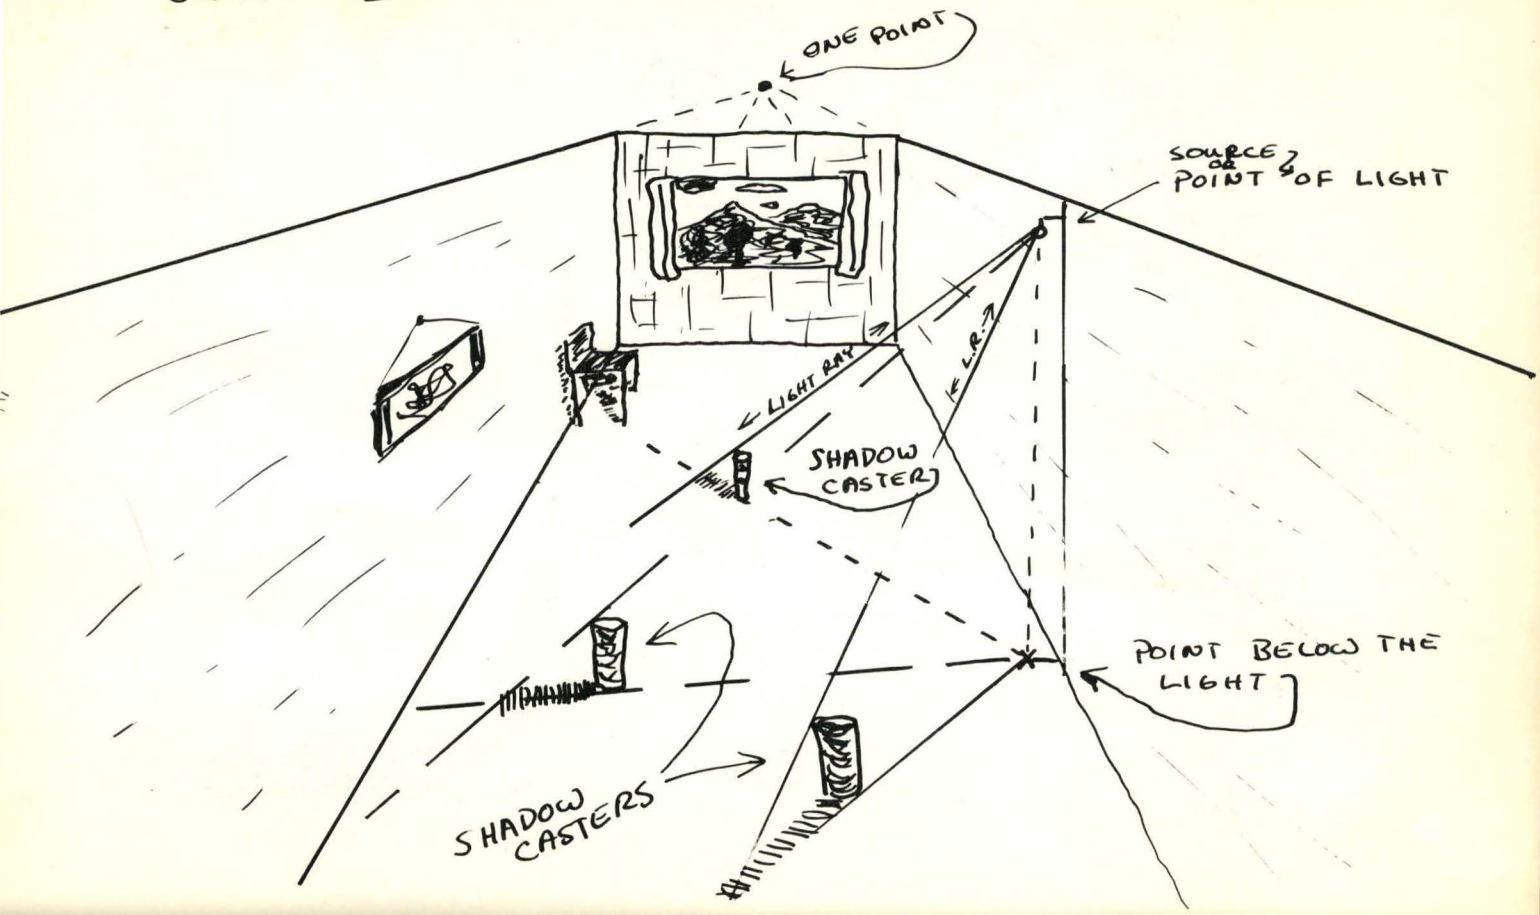 ONE POINT
SOURCE
OR
POINT OF LIGHT
LIGHT RAY
L.R.
SHADOW
CASTER
POINT BELOW THE
LIGHT
SHADOW
CASTERS